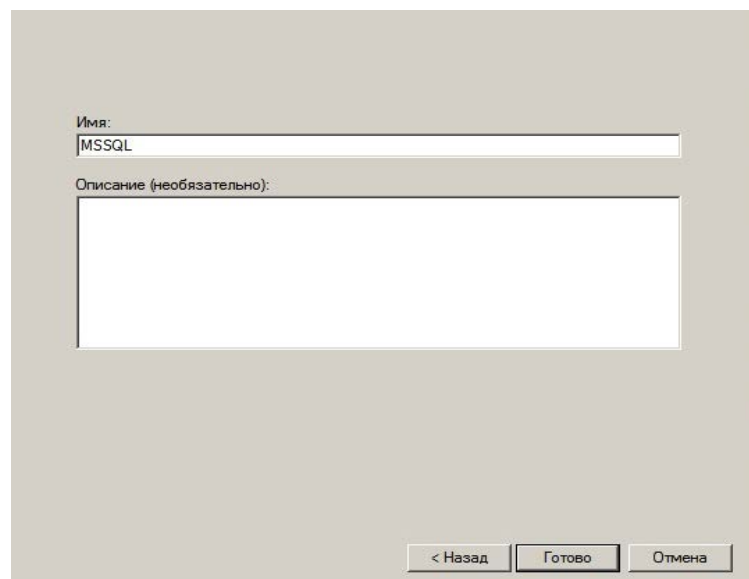 Имя:
MSSQL
Описание (необязательно):
< Назад
Готово
Отмена